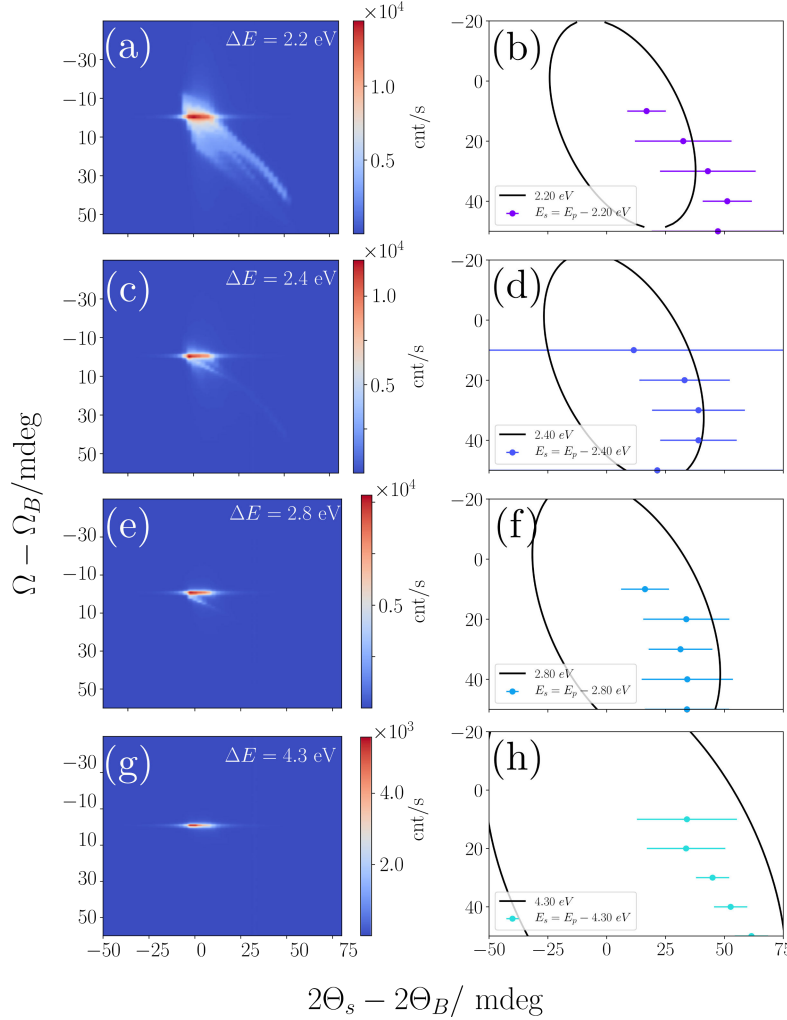 (a)
ΔE = 2.2 eV
×10⁴
1.0
0.5
cnt/s
−30
−10
10
30
50
(b)
−20
0
20
40
2.20 eV
E_s = E_p − 2.20 eV
(c)
ΔE = 2.4 eV
×10⁴
1.0
0.5
cnt/s
−30
−10
10
30
50
(d)
−20
0
20
40
2.40 eV
E_s = E_p − 2.40 eV
Ω − Ω_B/mdeg
(e)
ΔE = 2.8 eV
×10⁴
0.5
cnt/s
−30
−10
10
30
50
(f)
−20
0
20
40
2.80 eV
E_s = E_p − 2.80 eV
(g)
ΔE = 4.3 eV
×10³
4.0
2.0
cnt/s
−30
−10
10
30
50
−50 −25 0 25 75
(h)
−20
0
20
40
4.30 eV
E_s = E_p − 4.30 eV
−50 −25 0 25 50 75
2Θ_s − 2Θ_B/ mdeg